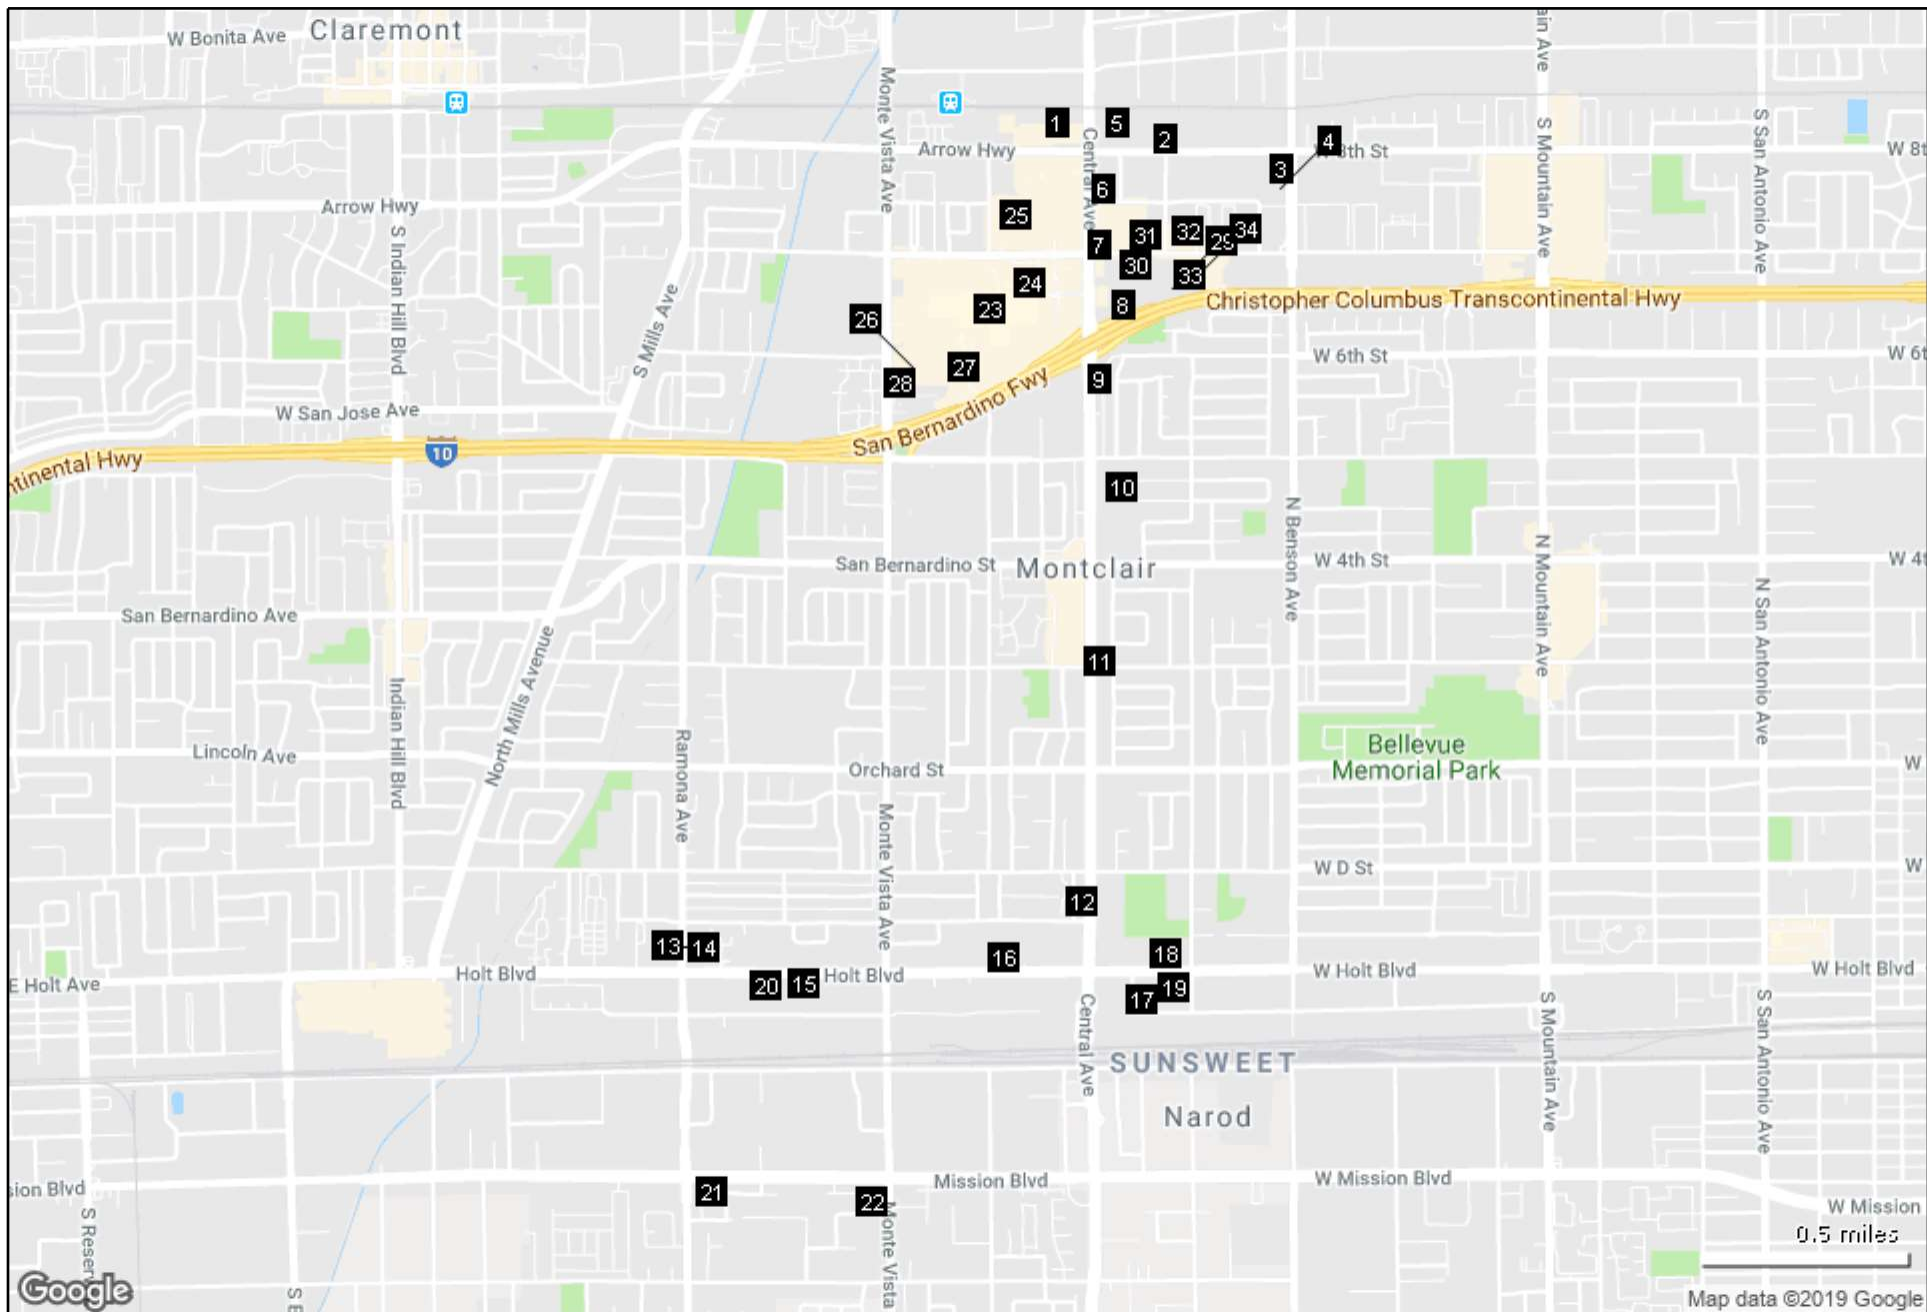 W Bonita Ave
Claremont
ain Ave
Monte Vista Ave
Central Ave
S Mountain Ave
S San Antonio Ave
1
5
2
4
3
Arrow Hwy
W 8th St
W 8t
6
Arrow Hwy
25
S Indian Hill Blvd
31
32
29
34
7
30
33
24
23
8
Christopher Columbus Transcontinental Hwy
26
S Mills Ave
27
28
9
W 6th St
W 6t
W San Jose Ave
San Bernardino Fwy
10
ntinental Hwy
10
N Benson Ave
N Mountain Ave
N San Antonio Ave
San Bernardino St
Montclair
W 4th St
W 4t
San Bernardino Ave
North Mills Avenue
11
Indian Hill Blvd
Ramona Ave
Lincoln Ave
Orchard St
Bellevue
Memorial Park
W
Monte Vista Ave
W D St
W
12
13
14
16
18
Holt Blvd
Holt Blvd
W Holt Blvd
W Holt Blvd
E Holt Ave
20
15
17
19
Central Ave
S Mountain Ave
S San Antonio Ave
SUNSWEET
Narod
sion Blvd
21
22
Mission Blvd
W Mission Blvd
W Mission
S Reserv
S E
Monte Vista
0.5 miles
Google
Map data ©2019 Google